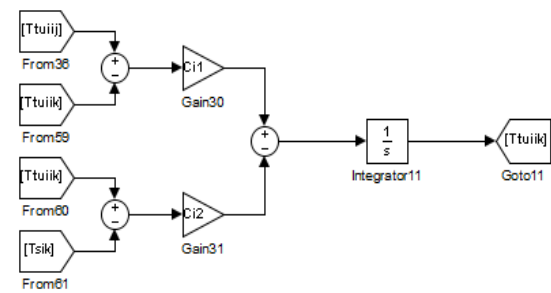 [Ttuiij]
From36
[Ttuiik]
From59
Ci1
Gain30
[Ttuiik]
From60
[Tsik]
From61
Ci2
Gain31
1
s
Integrator11
[Ttuiik]
Goto11